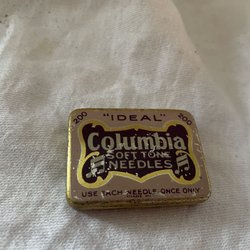 200 "IDEAL" 200
Columbia
SOFT TONE
NEEDLES
USE EACH NEEDLE ONCE ONLY